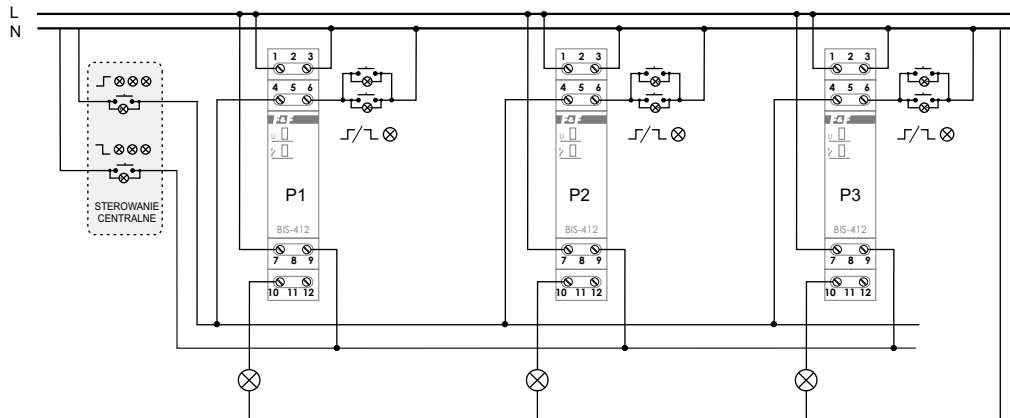 L
N
1 2 3
4 5 6
F&F
U
P1
BIS-412
7 8 9
10 11 12
1 2 3
4 5 6
F&F
U
P2
BIS-412
7 8 9
10 11 12
1 2 3
4 5 6
F&F
U
P3
BIS-412
7 8 9
10 11 12
STEROWANIE
CENTRALNE